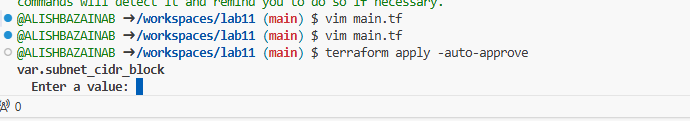 commands will detect it and remind you to do so if necessary.
@ALISHBAZAINAB ➜/workspaces/lab11 (main) $ vim main.tf
@ALISHBAZAINAB ➜/workspaces/lab11 (main) $ vim main.tf
@ALISHBAZAINAB ➜/workspaces/lab11 (main) $ terraform apply -auto-approve
var.subnet_cidr_block
Enter a value:
0